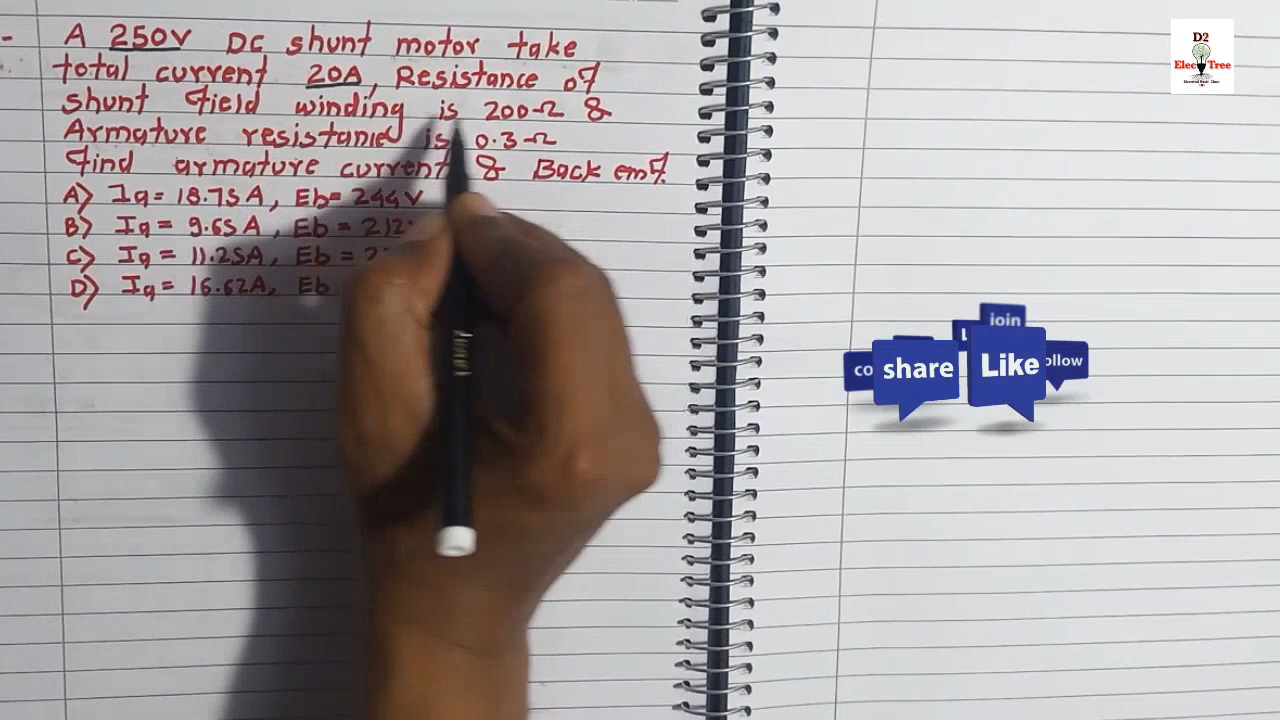 A 250V DC shunt motor take
total current 20A, Resistance of
shunt field winding is 200Ω &
Armature resistance is 0.3Ω
find armature current & Back emf.
A) Ia = 18.75A, Eb= 244V
B) Ia = 9.65A, Eb = 212
C) Ia = 11.25A, Eb = 2
D) Ia = 16.62A, Eb
D2
Elec Tree
join
share
Like
ollow
co